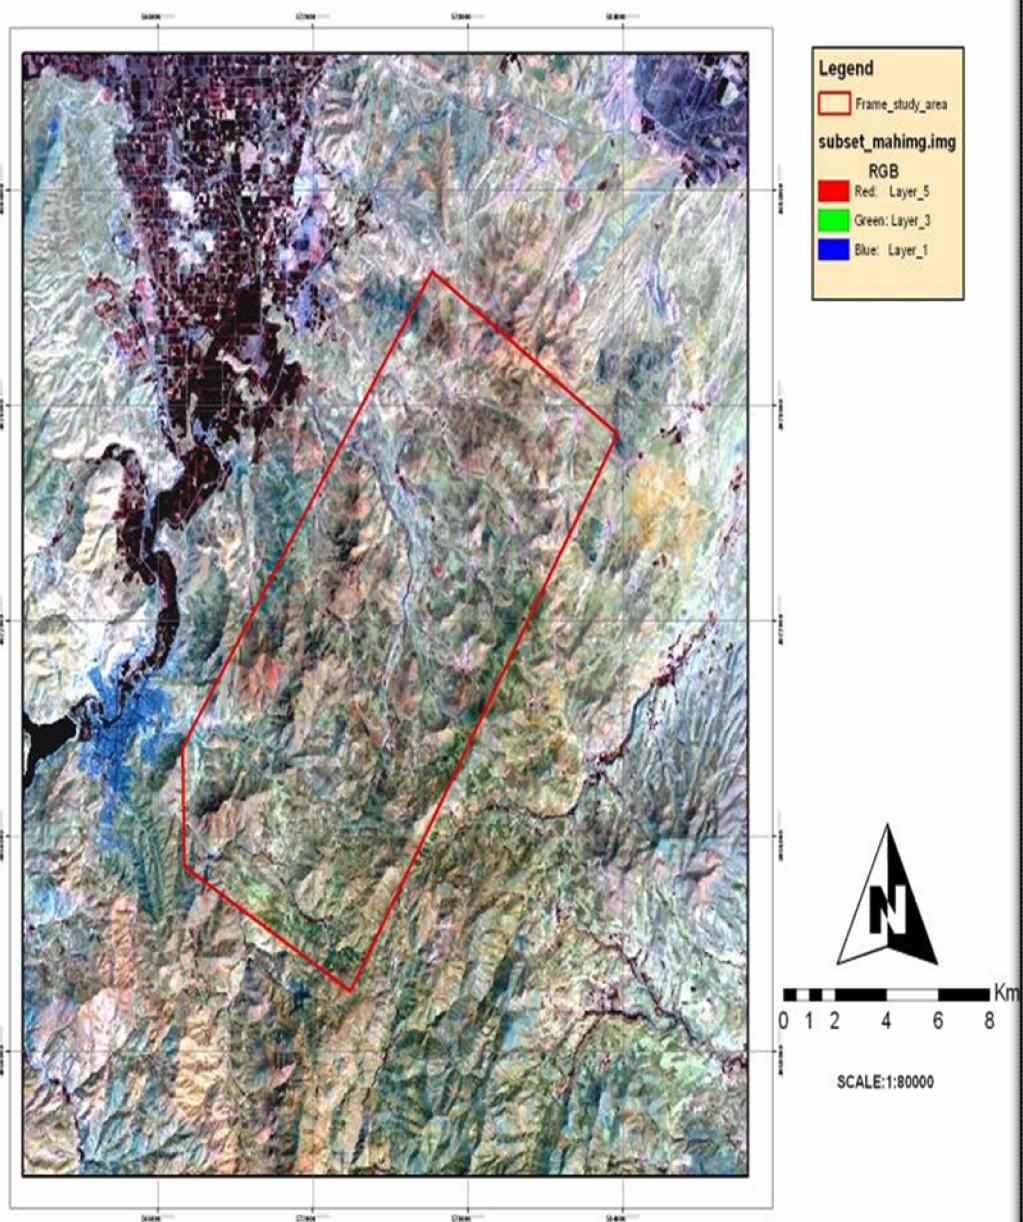 Legend
Frame_study_area
subset_mahimg.img
RGB
Red: Layer_5
Green: Layer_3
Blue: Layer_1
N
Km
0 1 2 4 6 8
SCALE:1:80000